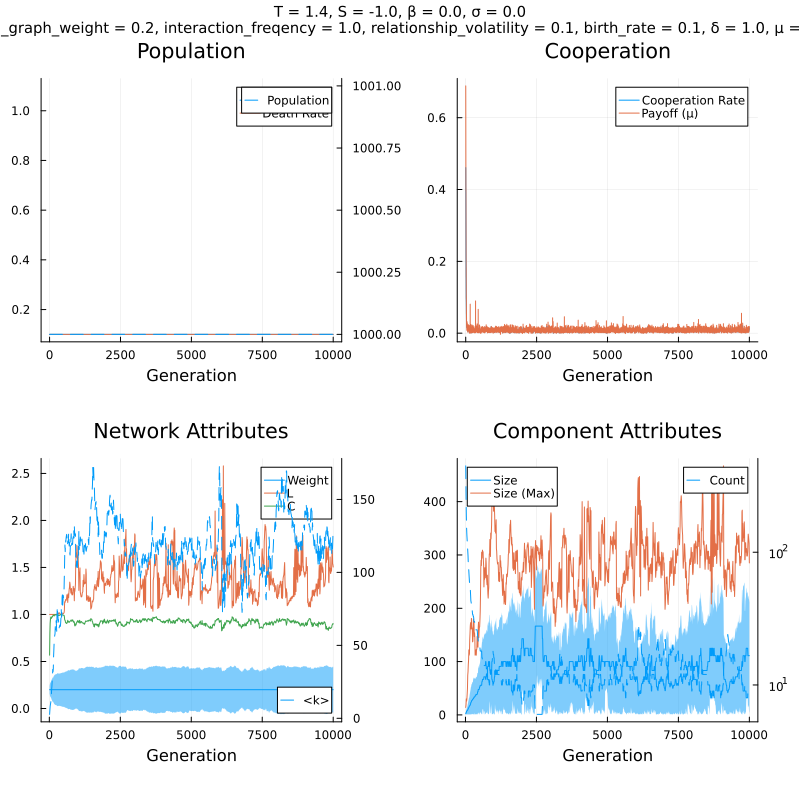 T = 1.4, S = -1.0, β = 0.0, σ = 0.0
_graph_weight = 0.2, interaction_freqency = 1.0, relationship_volatility = 0.1, birth_rate = 0.1, δ = 1.0, μ =
Population
Cooperation
1.0
0.8
0.6
0.4
0.2
1001.00
1000.75
1000.50
1000.25
1000.00
Population
Death Rate
0 2500 5000 7500 10000
Generation
0.6
0.4
0.2
0.0
Cooperation Rate
Payoff (μ)
0 2500 5000 7500 10000
Generation
Network Attributes
Component Attributes
2.5
2.0
1.5
1.0
0.5
0.0
150
100
50
0
Weight
L
C
<k>
0 2500 5000 7500 10000
Generation
400
300
200
100
0
10²
10¹
Size
Size (Max)
Count
0 2500 5000 7500 10000
Generation